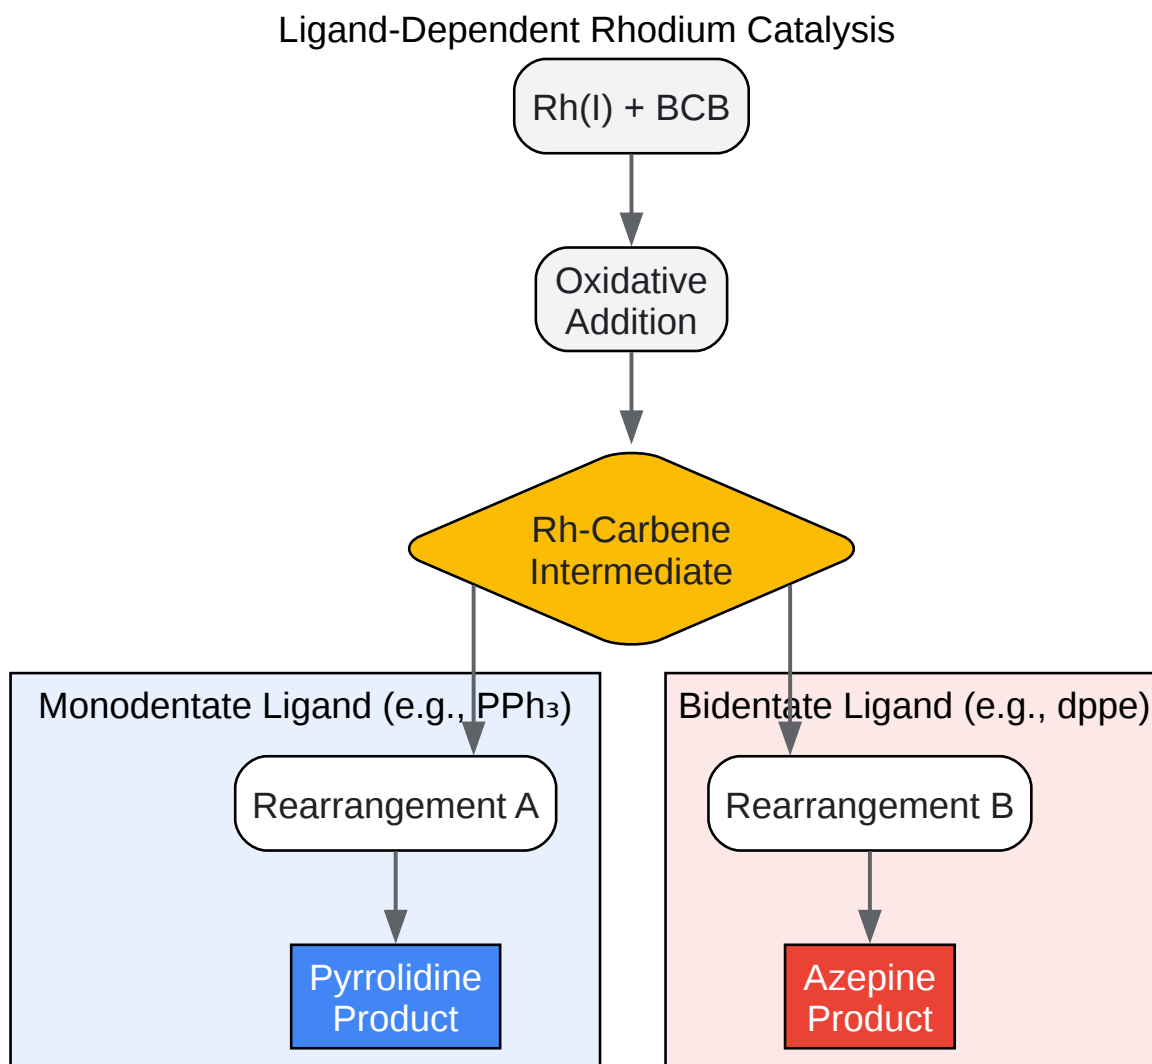 Ligand-Dependent Rhodium Catalysis
Rh(I) + BCB
Oxidative
Addition
Rh-Carbene
Intermediate
Monodentate Ligand (e.g., PPh₃)
Bidentate Ligand (e.g., dppe)
Rearrangement A
Rearrangement B
Pyrrolidine
Product
Azepine
Product